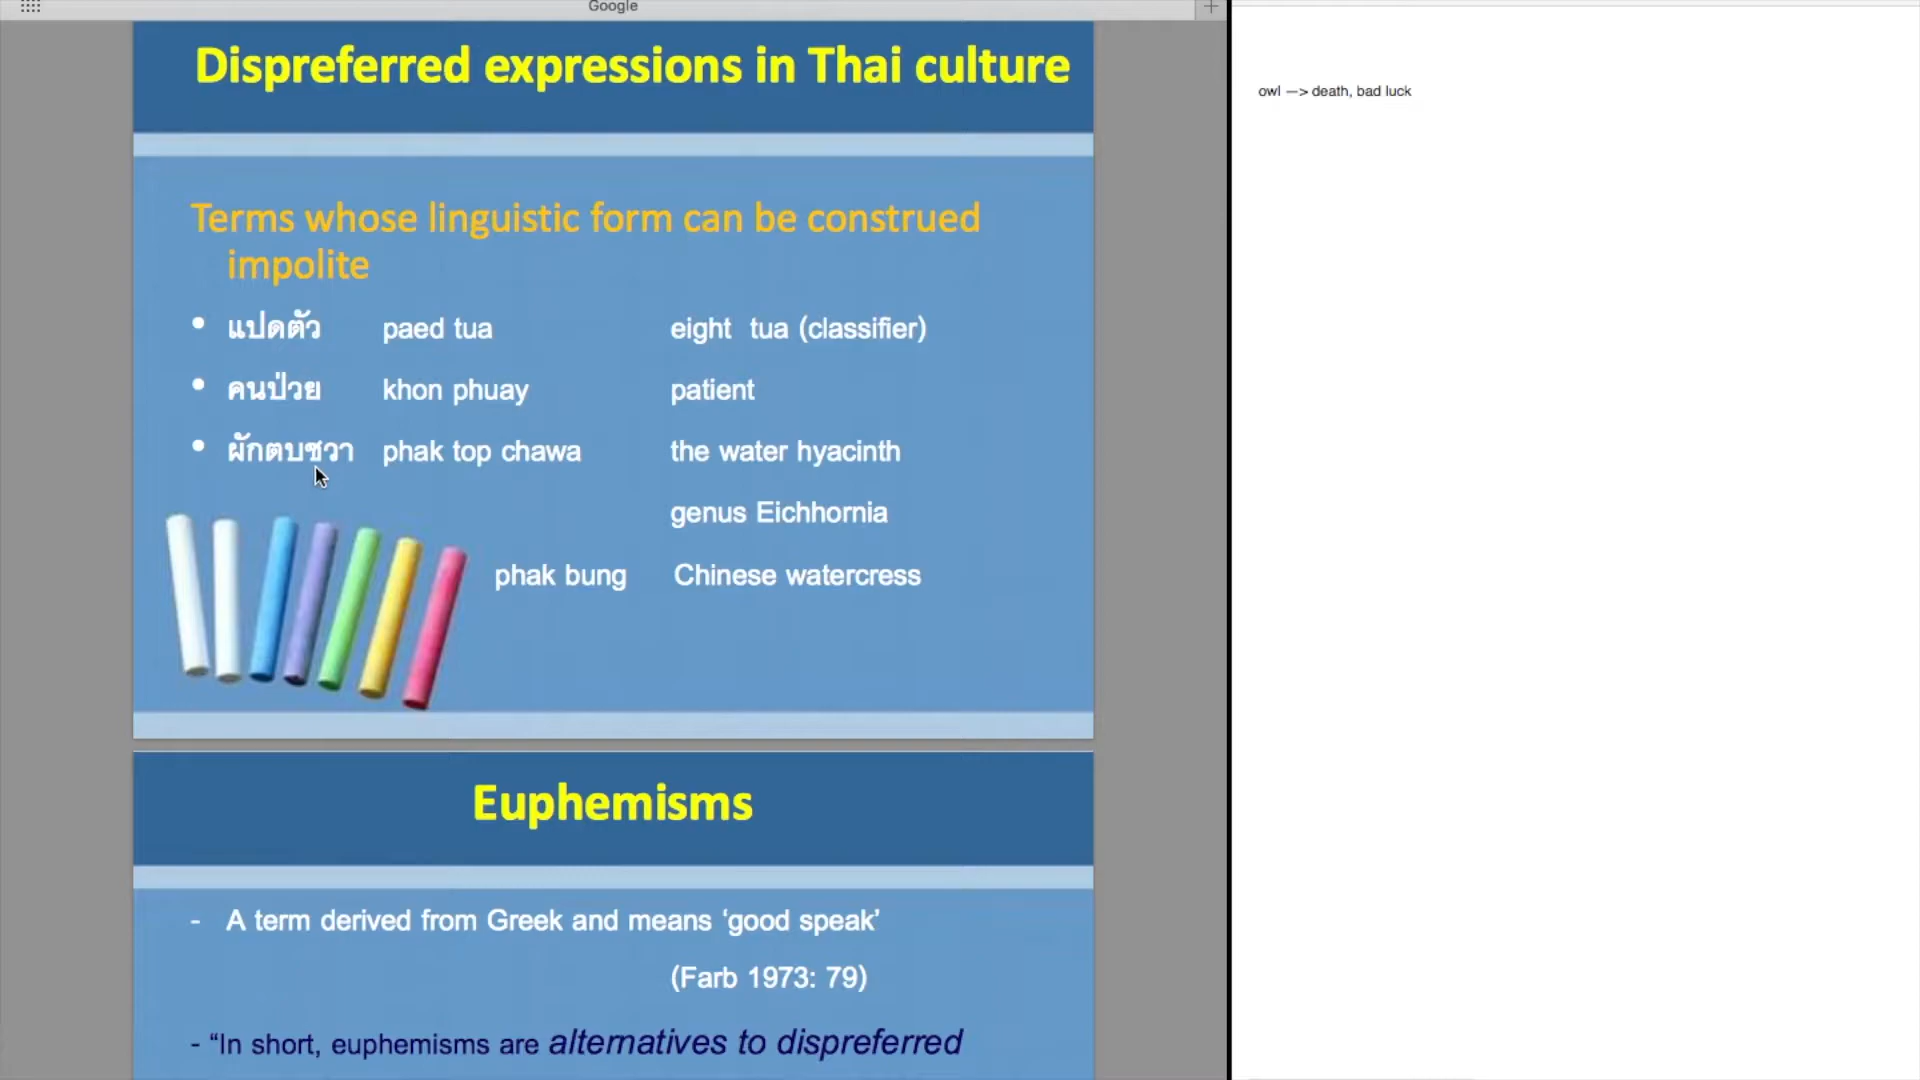 Google
Dispreferred expressions in Thai culture
owl —> death, bad luck
Terms whose linguistic form can be construed
impolite
• แปดตัว paed tua eight tua (classifier)
• คนป่วย khon phuay patient
• ผักตบชวา phak top chawa the water hyacinth
genus Eichhornia
phak bung Chinese watercress
Euphemisms
- A term derived from Greek and means ‘good speak’
(Farb 1973: 79)
- “In short, euphemisms are alternatives to dispreferred